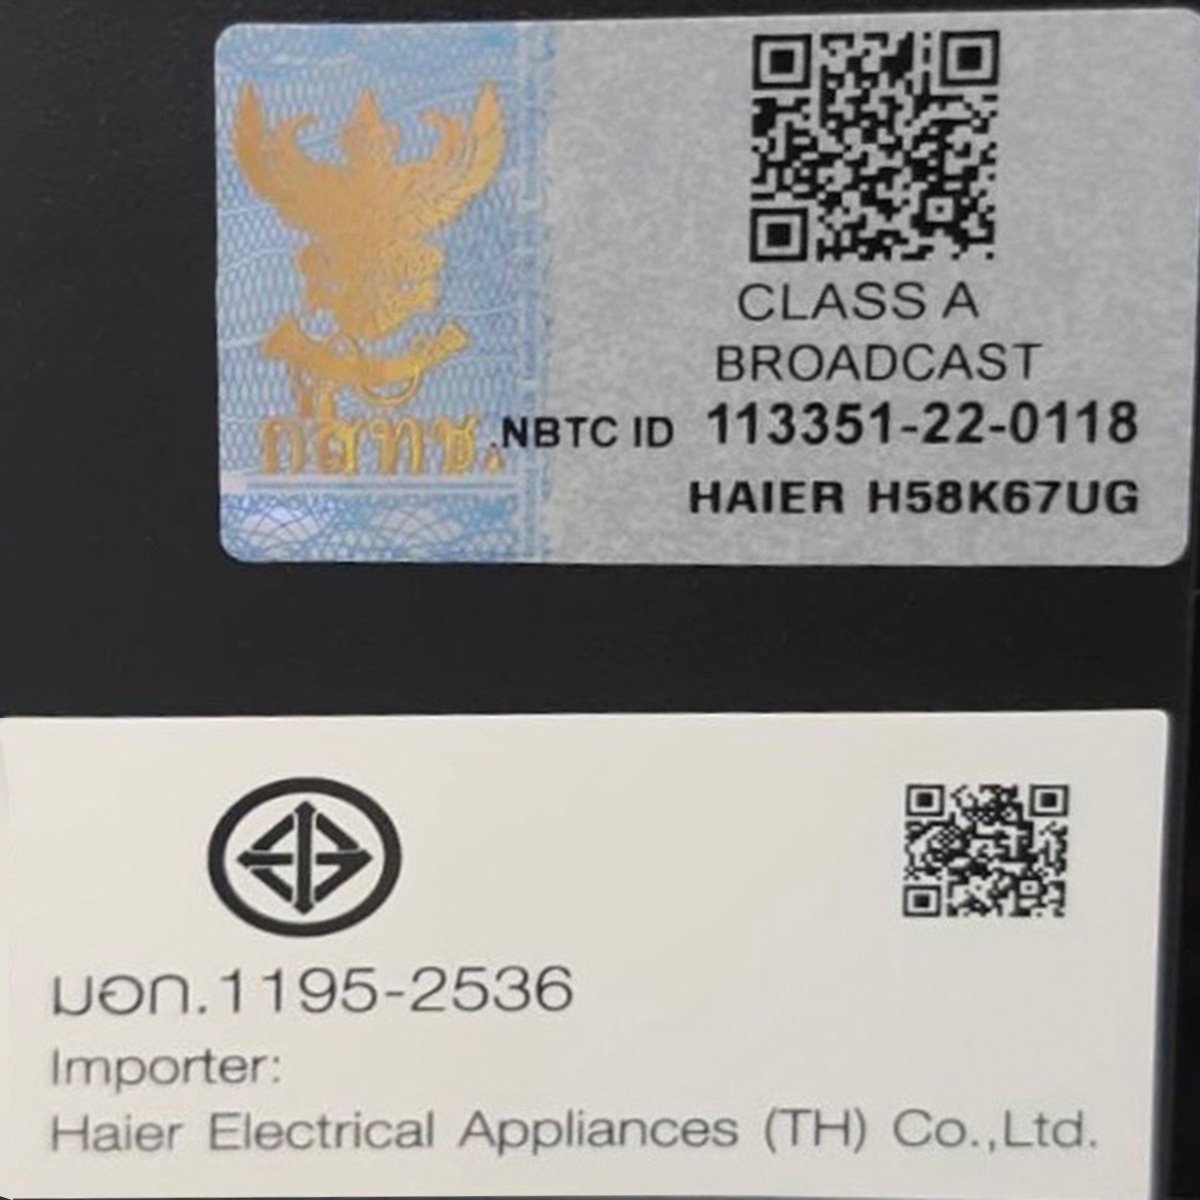 CLASS A
BROADCAST
กสทช. NBTC ID 113351-22-0118
HAIER H58K67UG
มอก.1195-2536
Importer:
Haier Electrical Appliances (TH) Co.,Ltd.